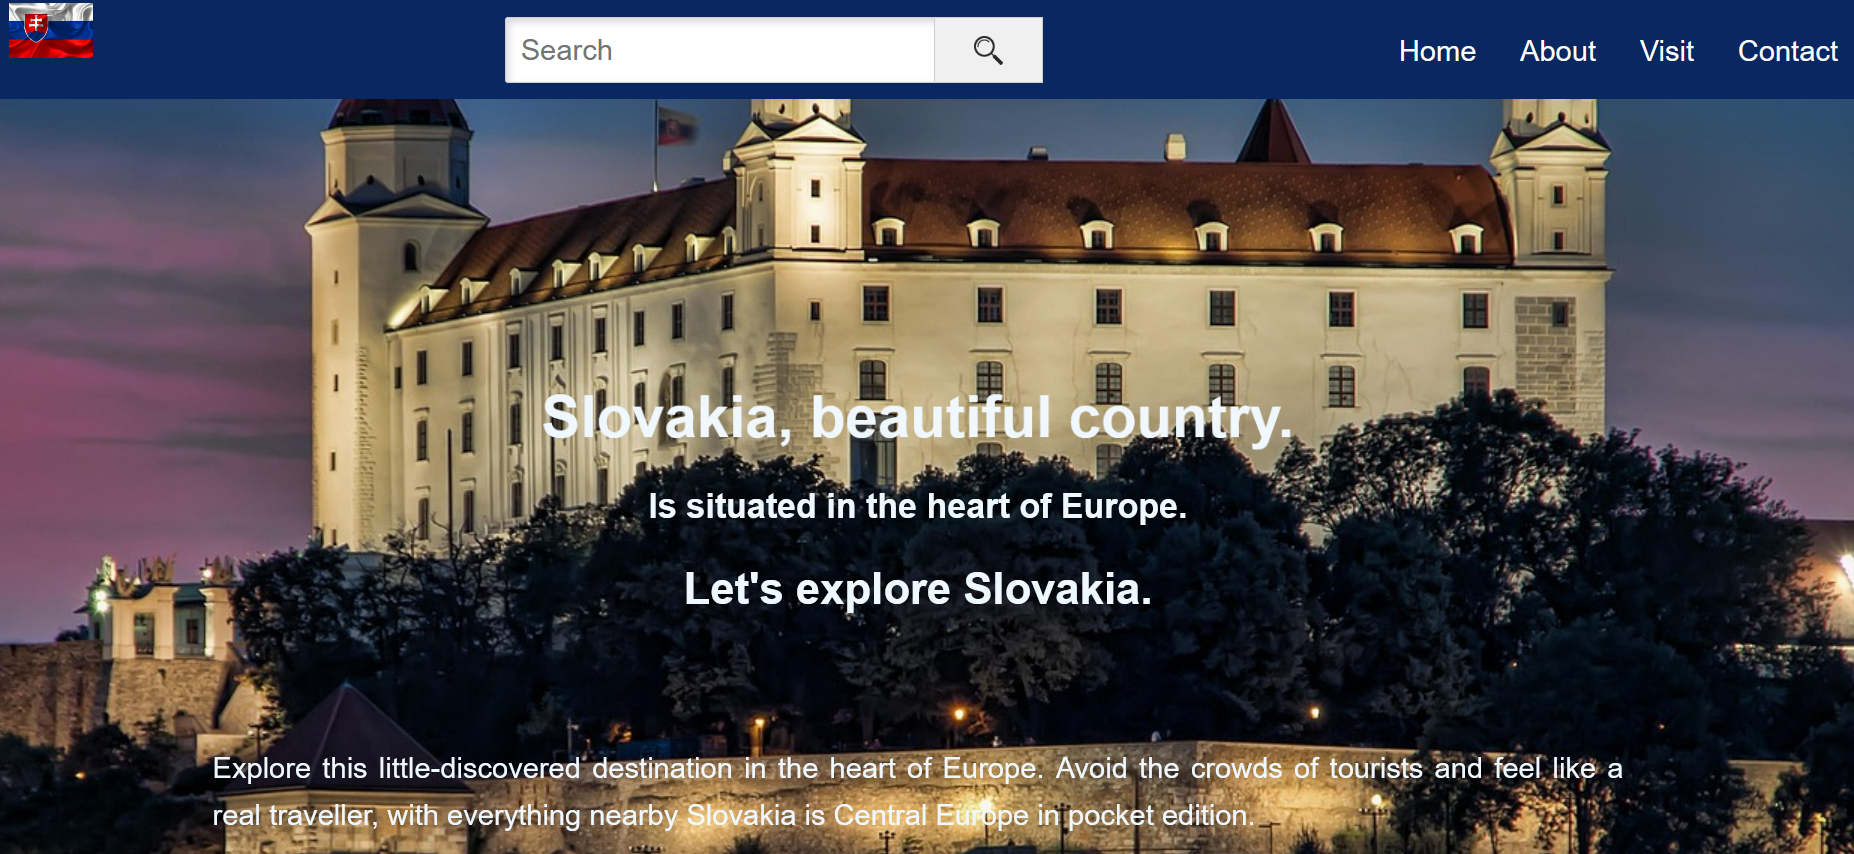 Search
Home About Visit Contact
Slovakia, beautiful country.
Is situated in the heart of Europe.
Let's explore Slovakia.
Explore this little-discovered destination in the heart of Europe. Avoid the crowds of tourists and feel like a
real traveller, with everything nearby Slovakia is Central Europe in pocket edition.